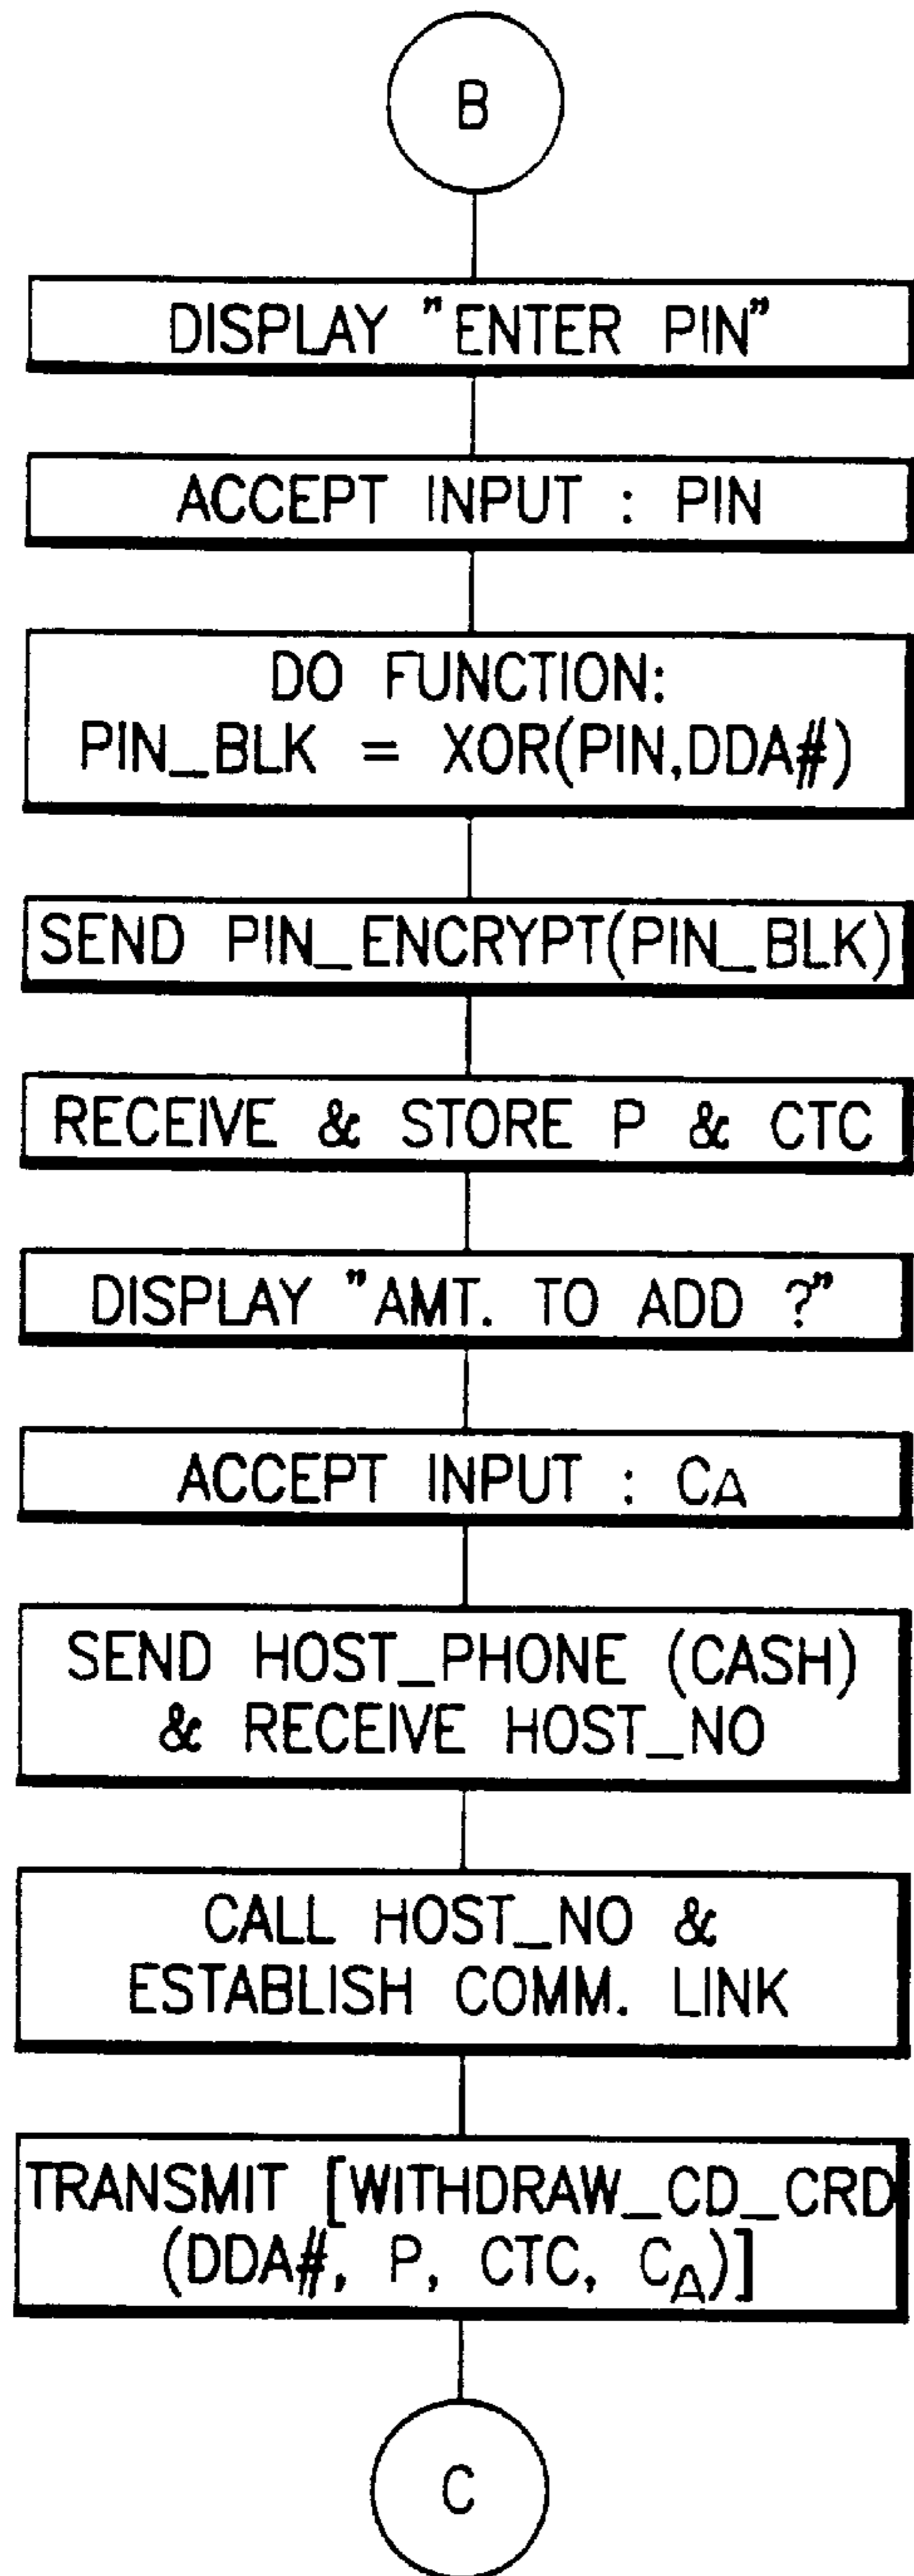 B
DISPLAY "ENTER PIN"
ACCEPT INPUT : PIN
DO FUNCTION:
PIN_BLK = XOR(PIN,DDA#)
SEND PIN_ENCRYPT(PIN_BLK)
RECEIVE & STORE P & CTC
DISPLAY "AMT. TO ADD ?"
ACCEPT INPUT : CA
SEND HOST_PHONE (CASH)
& RECEIVE HOST_NO
CALL HOST_NO &
ESTABLISH COMM. LINK
TRANSMIT [WITHDRAW_CD_CRD
(DDA#, P, CTC, CA)]
C